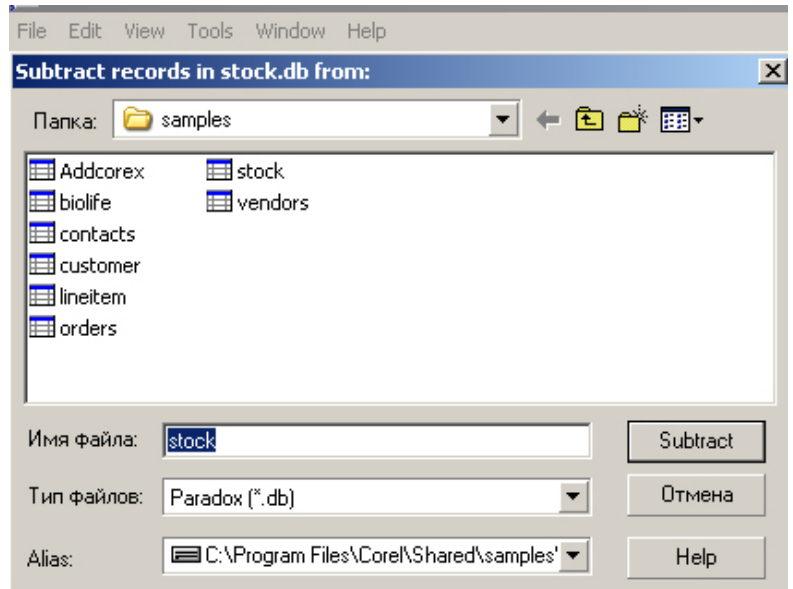 File Edit View Tools Window Help
Subtract records in stock.db from:
Папка: samples
Addcorex stock
biolife vendors
contacts
customer
lineitem
orders
Имя файла: stock Subtract
Тип файлов: Paradox (*.db) Отмена
Alias: C:\Program Files\Corel\Shared\samples' Help